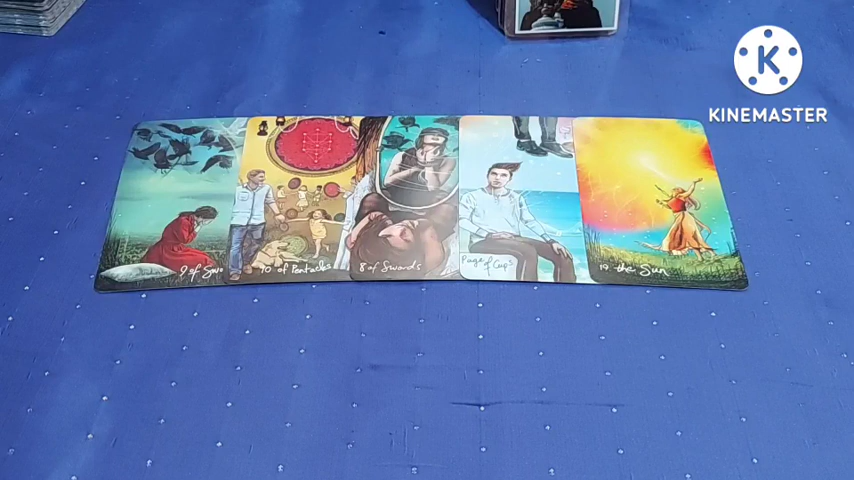 KINEMASTER
9 of Swo
10 of Pentacles
8 of Swords
Page of Cups
19 the Sun